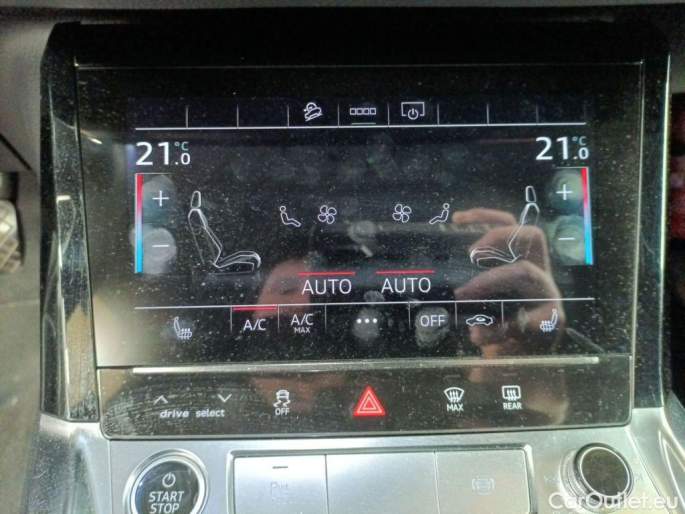 21.0 °C 21.0 °C
+ +
− −
AUTO AUTO
A/C A/C MAX ••• OFF
drive select OFF MAX REAR
START STOP
CarOutlet.eu